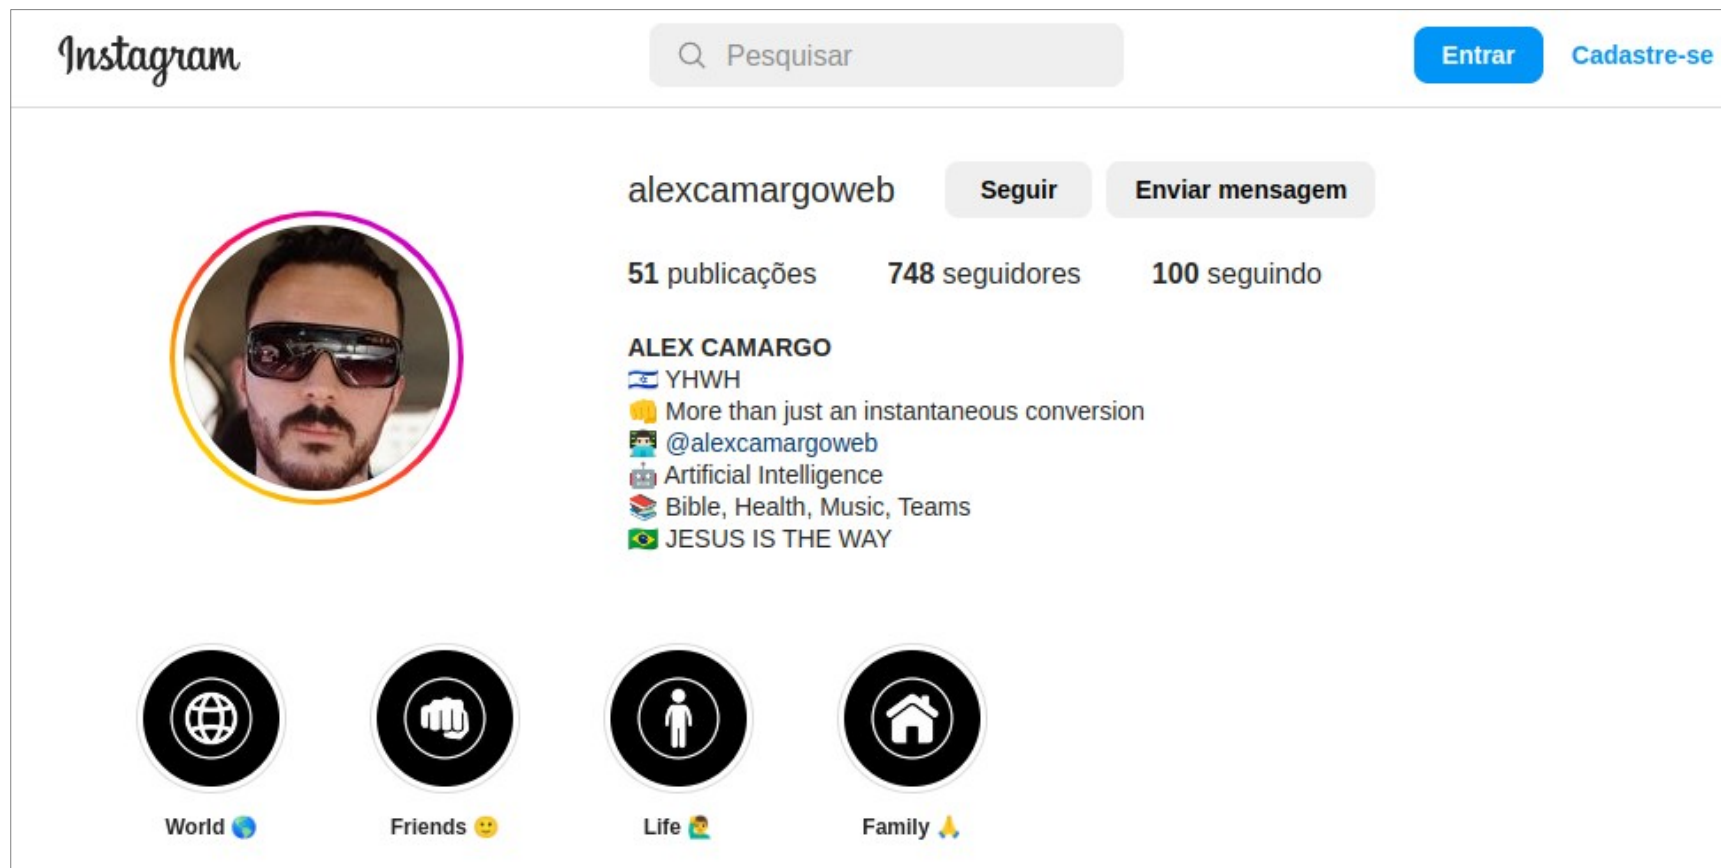 Instagram
Pesquisar
Entrar
Cadastre-se
alexcamargoweb
Seguir
Enviar mensagem
51 publicações
748 seguidores
100 seguindo
ALEX CAMARGO
🇮🇱 YHWH
👊 More than just an instantaneous conversion
👨🏻‍💻 @alexcamargoweb
🤖 Artificial Intelligence
📚 Bible, Health, Music, Teams
🇧🇷 JESUS IS THE WAY
World 🌎
Friends 🙂
Life 🙋‍♂️
Family 🙏